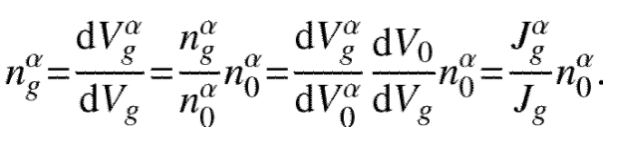 n_g^α = dV_g^α / dV_g = n_g^α / n_0^α n_0^α = dV_g^α / dV_0^α dV_0 / dV_g n_0^α = J_g^α / J_g n_0^α.